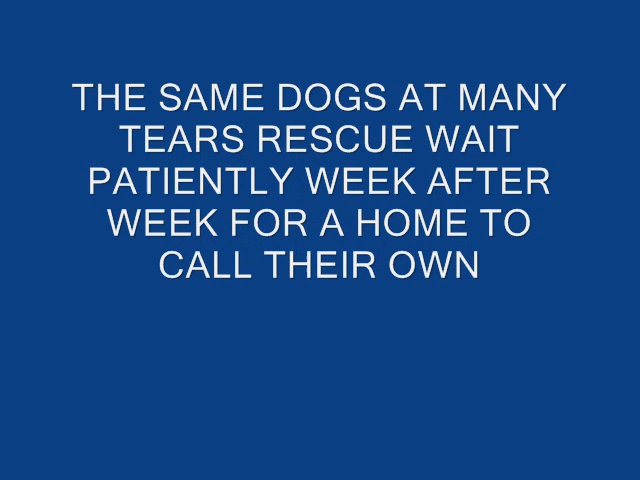 THE SAME DOGS AT MANY
TEARS RESCUE WAIT
PATIENTLY WEEK AFTER
WEEK FOR A HOME TO
CALL THEIR OWN